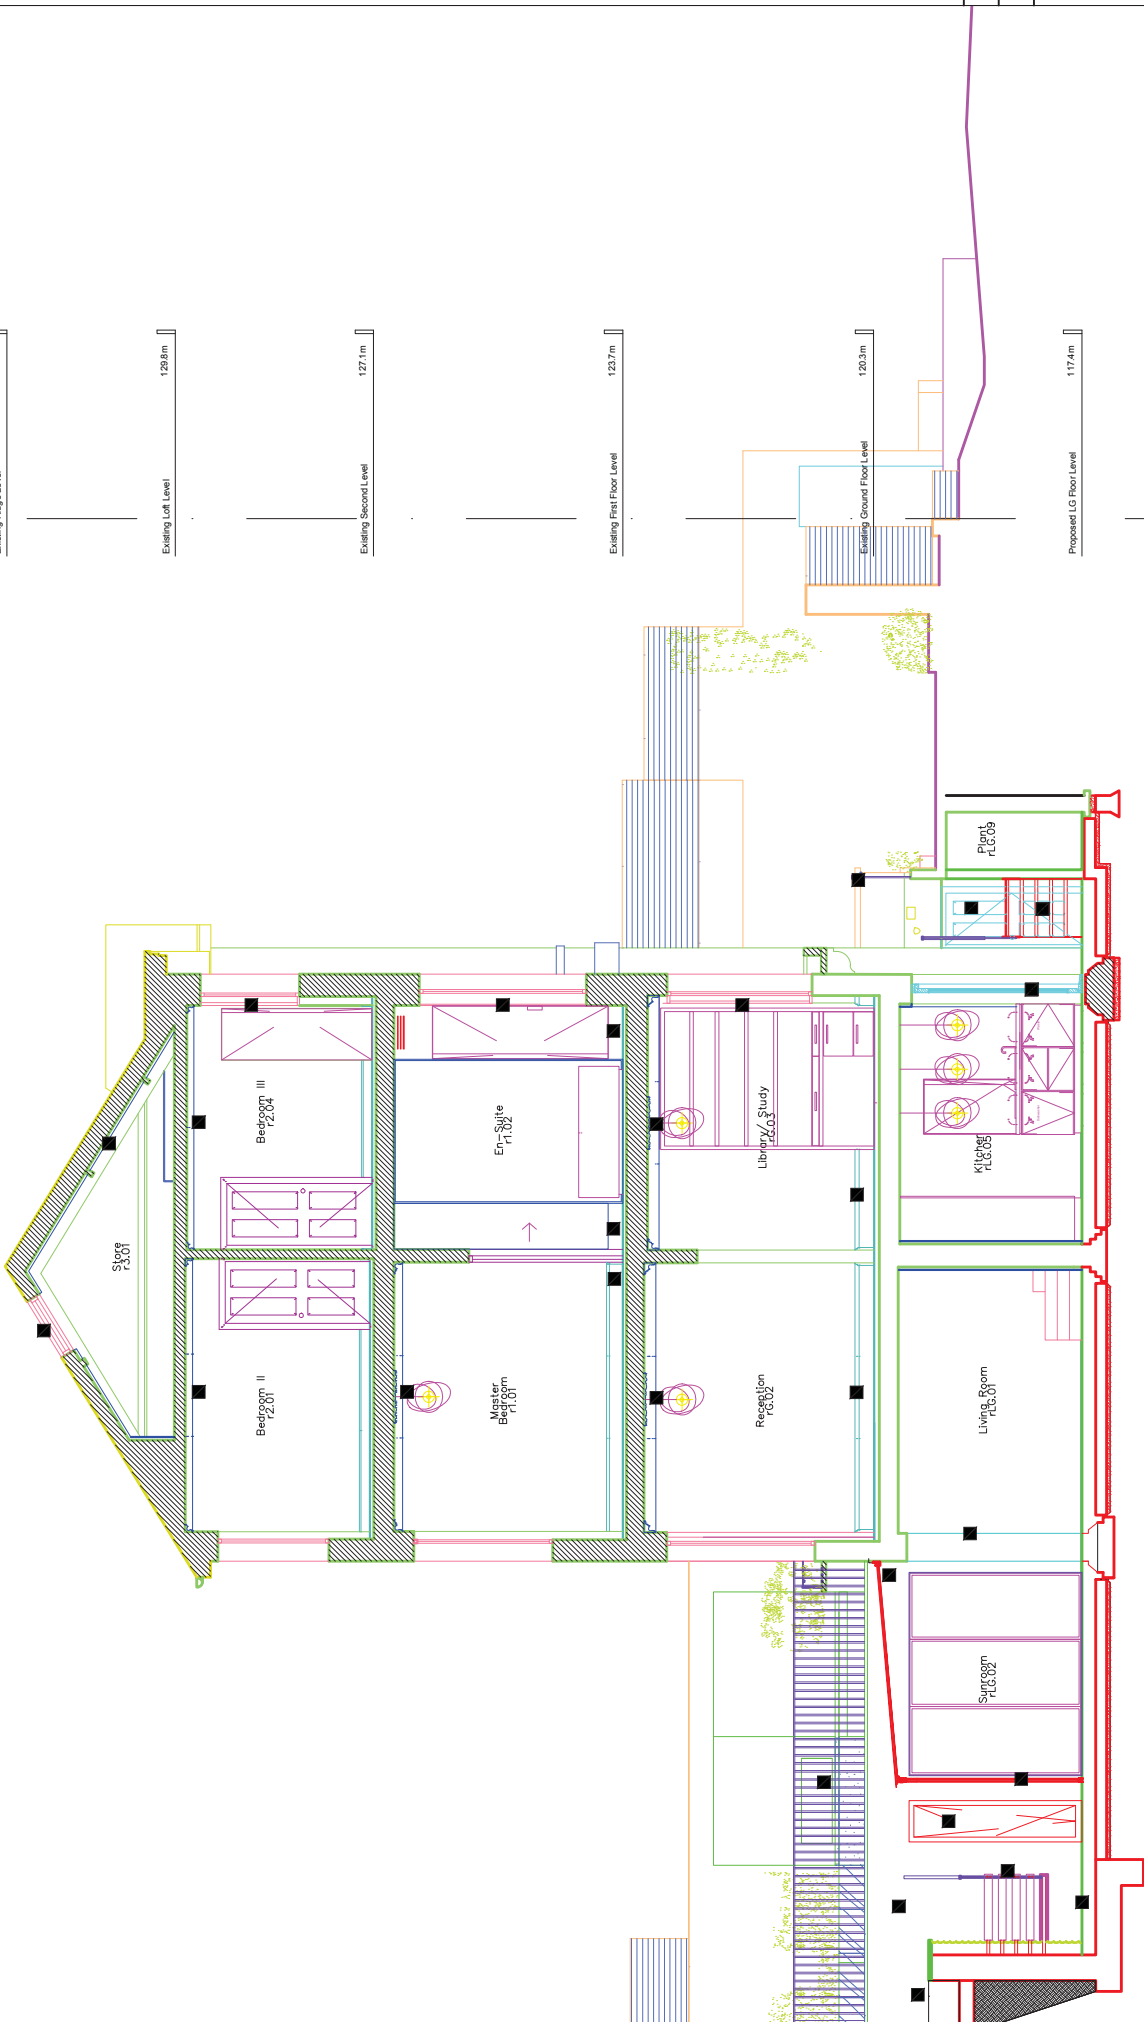 129.8m
Existing Loft Level
127.1m
Existing Second Level
123.7m
Existing First Floor Level
120.3m
Existing Ground Floor Level
117.4m
Proposed LG Floor Level
Store
r3.01
Bedroom III
r2.04
Bedroom II
r2.01
En-Suite
r1.02
Master
Bedroom
r1.01
Library/ Study
rG.03
Reception
rG.02
Plant
rLG.09
Kitchen
rLG.05
Living Room
rLG.01
Sunroom
rLG.02